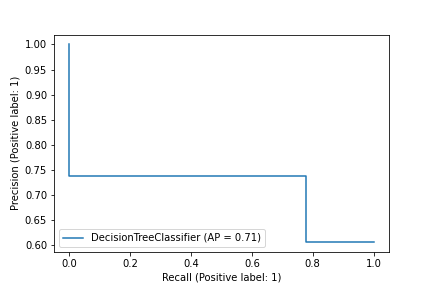 1.00
0.95
0.90
0.85
0.80
0.75
0.70
0.65
0.60
Precision (Positive label: 1)
DecisionTreeClassifier (AP = 0.71)
0.0 0.2 0.4 0.6 0.8 1.0
Recall (Positive label: 1)